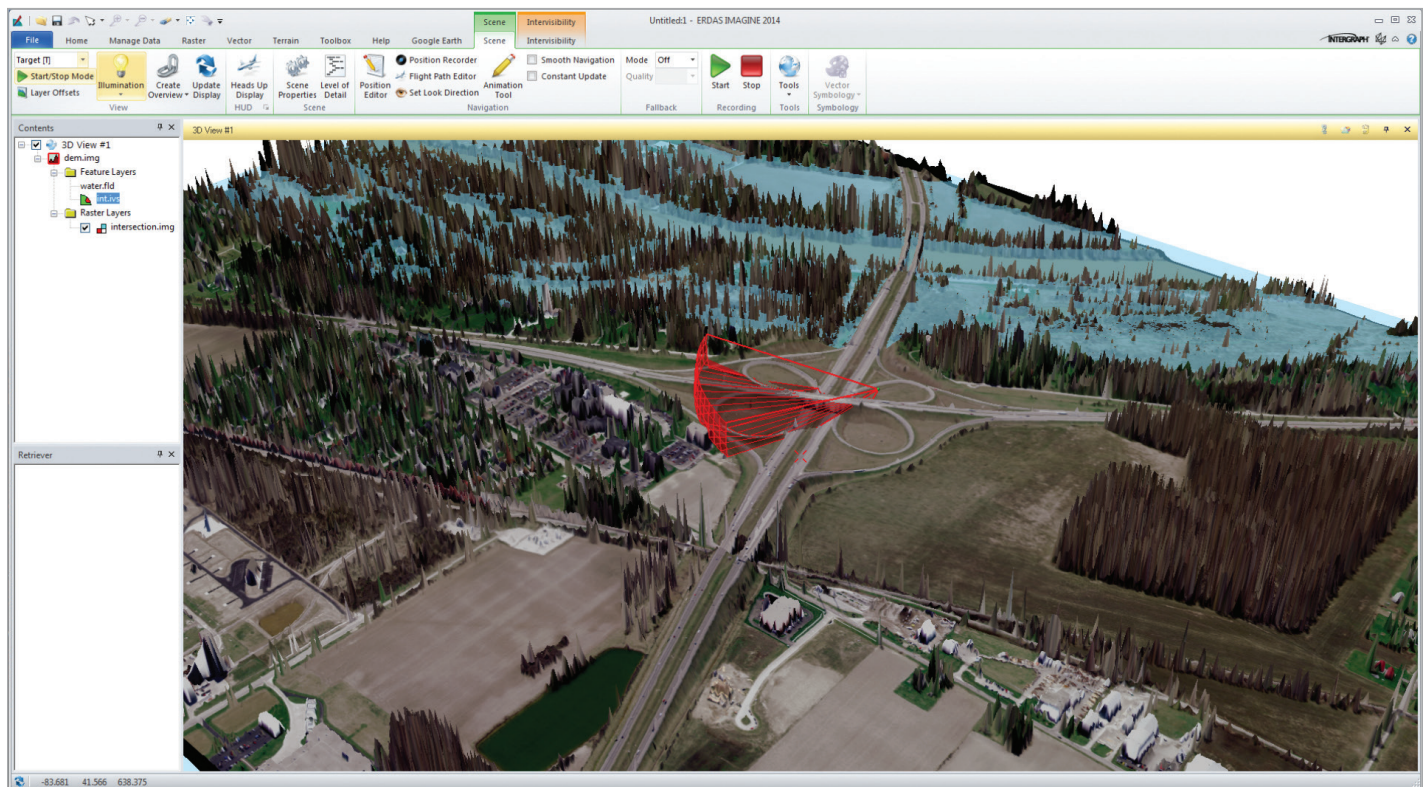 Untitled:1 - ERDAS IMAGINE 2014
Scene
Intervisibility
File
Home
Manage Data
Raster
Vector
Terrain
Toolbox
Help
Google Earth
Scene
Intervisibility
INTERGRAPH
Target [T]
Start/Stop Mode
Layer Offsets
Illumination
Create Overview
Update Display
View
Heads Up Display
HUD
Scene Properties
Level of Detail
Scene
Position Editor
Position Recorder
Flight Path Editor
Set Look Direction
Animation Tool
Smooth Navigation
Constant Update
Navigation
Mode Off
Quality
Fallback
Start
Stop
Recording
Tools
Tools
Vector Symbology
Symbology
Contents
3D View #1
dem.img
Feature Layers
water.fld
int.ivs
Raster Layers
intersection.img
Retriever
3D View #1
-83.681 41.566 638.375